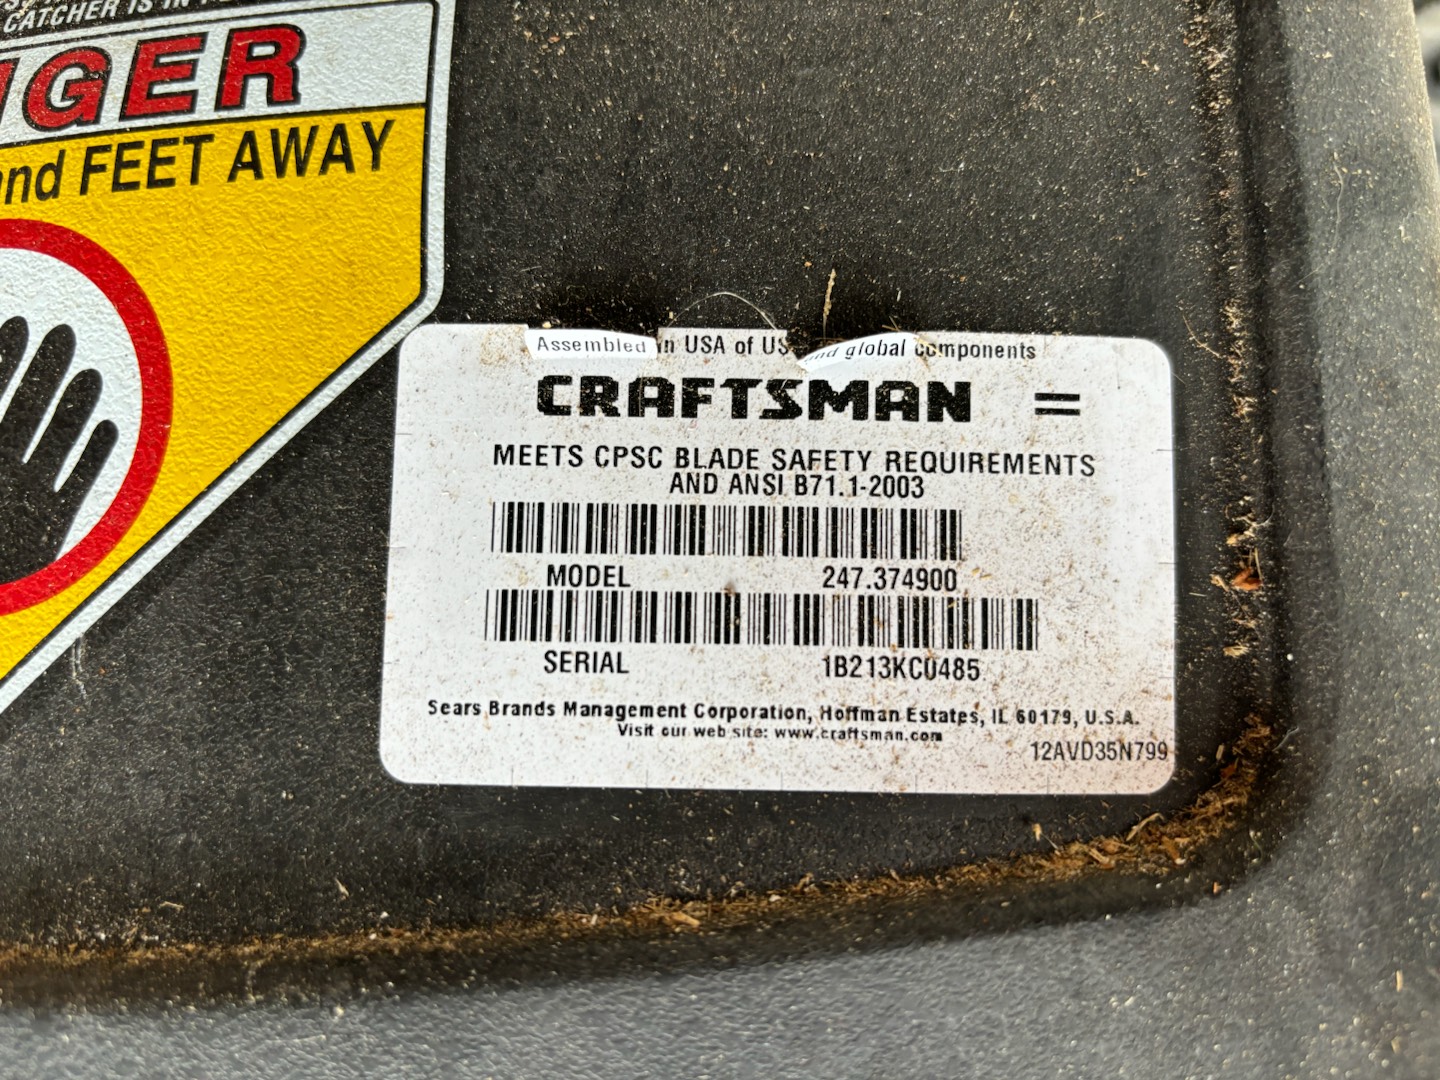 CATCHER IS IN
NGER
and FEET AWAY
Assembled in USA of US and global components
CRAFTSMAN =
MEETS CPSC BLADE SAFETY REQUIREMENTS
AND ANSI B71.1-2003
MODEL 247.374900
SERIAL 1B213KC0485
Sears Brands Management Corporation, Hoffman Estates, IL 60179, U.S.A.
Visit our web site: www.craftsman.com
12AVD35N799